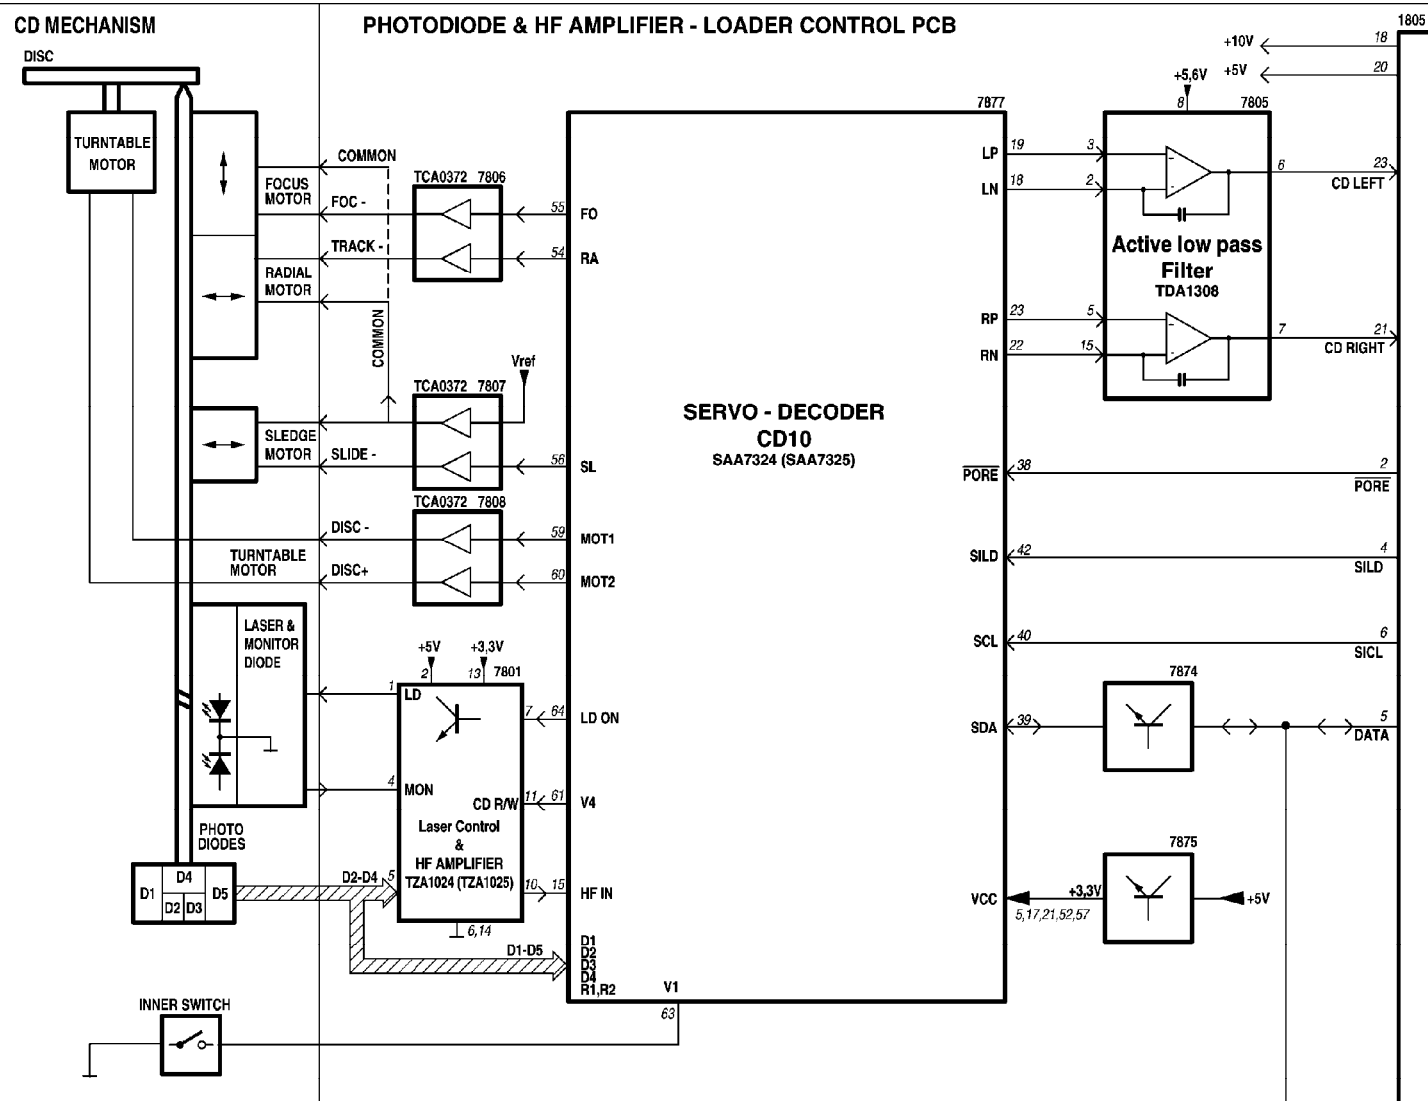 CD MECHANISM
PHOTODIODE & HF AMPLIFIER - LOADER CONTROL PCB
1805
DISC
+10V
18
+5V
20
+5,6V
8
7805
7877
TURNTABLE
MOTOR
COMMON
FOCUS
MOTOR
FOC -
TRACK -
RADIAL
MOTOR
COMMON
TCA0372 7806
55
FO
54
RA
LP
19
3
LN
18
2
6
23
CD LEFT
Active low pass
Filter
TDA1308
RP
23
5
RN
22
15
7
21
CD RIGHT
Vref
TCA0372 7807
SLEDGE
MOTOR
SLIDE -
56
SL
SERVO - DECODER
CD10
SAA7324 (SAA7325)
PORE
38
2
PORE
TCA0372 7808
DISC -
59
MOT1
TURNTABLE
MOTOR
DISC+
60
MOT2
SILD
42
4
SILD
LASER &
MONITOR
DIODE
+5V
+3,3V
2
13
7801
1
LD
7
64
LD ON
SCL
40
6
SICL
7874
SDA
39
5
DATA
4
MON
CD R/W
11
61
V4
Laser Control
&
HF AMPLIFIER
TZA1024 (TZA1025)
PHOTO
DIODES
D1
D4
D2
D3
D5
D2-D4
5
10
15
HF IN
6,14
7875
VCC
+3,3V
5,17,21,52,57
+5V
D1-D5
D1
D2
D3
D4
R1,R2
V1
63
INNER SWITCH